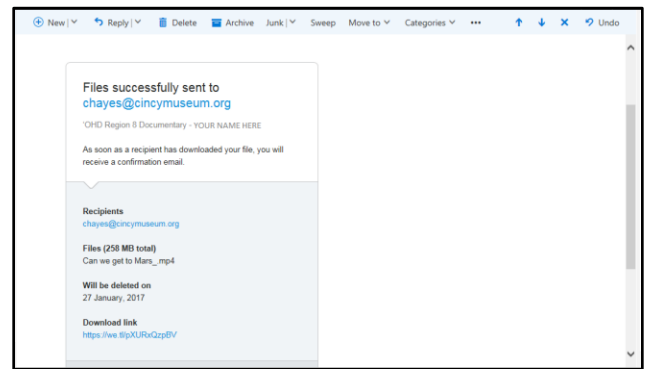 New | Reply | Delete Archive Junk | Sweep Move to Categories ••• Undo
Files successfully sent to
chayes@cincymuseum.org
'OHD Region 8 Documentary - YOUR NAME HERE
As soon as a recipient has downloaded your file, you will
receive a confirmation email.
Recipients
chayes@cincymuseum.org
Files (258 MB total)
Can we get to Mars_.mp4
Will be deleted on
27 January, 2017
Download link
https://we.tl/pXURxQzpBV